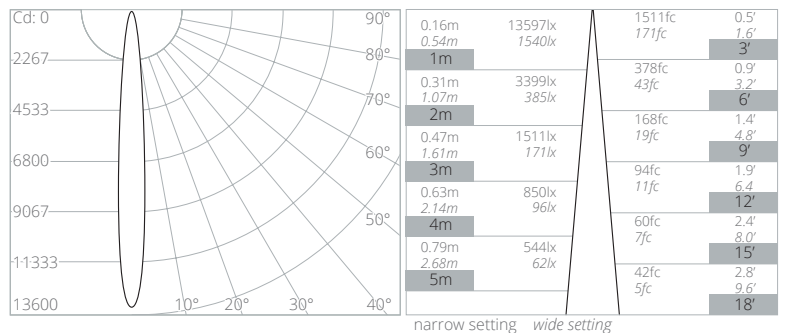 Cd: 0
2267
4533
6800
9067
11333
13600
10°
20°
30°
40°
50°
60°
70°
80°
90°
0.16m 13597lx
0.54m 1540lx
1m
0.31m 3399lx
1.07m 385lx
2m
0.47m 1511lx
1.61m 171lx
3m
0.63m 850lx
2.14m 96lx
4m
0.79m 544lx
2.68m 62lx
5m
1511fc 0.5’
171fc 1.6’
3’
378fc 0.9’
43fc 3.2’
6’
168fc 1.4’
19fc 4.8’
9’
94fc 1.9’
11fc 6.4
12’
60fc 2.4’
7fc 8.0’
15’
42fc 2.8’
5fc 9.6’
18’
narrow setting wide setting